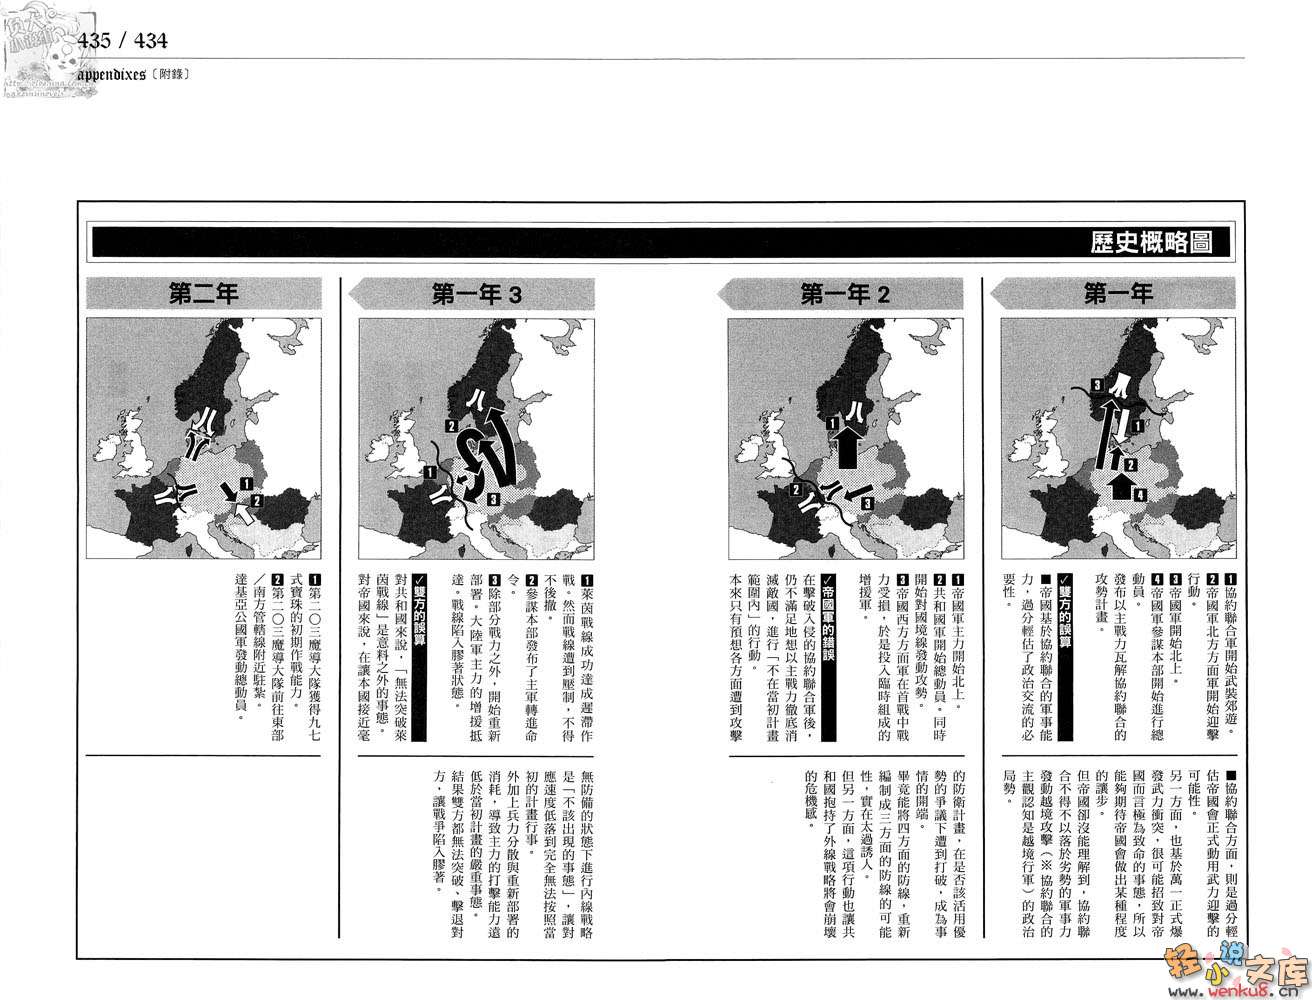 435 / 434
appendixes〔附錄〕
歷史概略圖
第一年
3
1
2
4
1 協約聯合軍開始武裝郊遊。
2 帝國軍北方方面軍開始迎擊
行動。
3 帝國軍開始北上。
4 帝國軍參謀本部開始進行總
動員。
發布以主戰力瓦解協約聯合的
攻勢計畫。
✓雙方的誤算
■帝國基於協約聯合的軍事能
力，過分輕估了政治交流的必
要性。
■協約聯合方面，則是過分輕
估帝國會正式動用武力迎擊的
可能性。
另一方面，也基於萬一正式爆
發武力衝突，很可能招致對帝
國而言極為致命的事態，所以
能夠期待帝國會做出某種程度
的讓步。
但帝國卻沒能理解到，協約聯
合不得不以落於劣勢的軍事力
發動越境攻擊（※協約聯合的
主觀認知是越境行軍）的政治
局勢。
第一年 2
1
2
3
1 帝國軍主力開始北上。
2 共和國軍開始總動員。同時
開始對國境線發動攻勢。
3 帝國西方方面軍在首戰中戰
力受損，於是投入臨時組成的
增援軍。
✓帝國軍的錯誤
在擊破入侵的協約聯合軍後，
仍不滿足地想以主戰力徹底消
滅敵國，進行「不在當初計畫
範圍內」的行動。
本來只有預想各方面遭到攻擊
的防衛計畫，在是否該活用優
勢的爭議下遭到打破，成為事
情的開端。
畢竟能將四方面的防線，重新
編制成三方面的防線的可能
性，實在太過誘人。
但另一方面，這項行動也讓共
和國抱持了外線戰略將會崩壞
的危機感。
第一年 3
2
1
3
1 萊茵戰線成功達成遲滯作
戰。然而戰線遭到壓制，不得
不後撤。
2 參謀本部發布了主軍轉進命
令。
3 除部分戰力之外，開始重新
部署。大陸軍主力的增援抵
達。戰線陷入膠著狀態。
✓雙方的誤算
對共和國來說，「無法突破萊
茵戰線」是意料之外的事態。
對帝國來說，在讓本國接近毫
無防備的狀態下進行內線戰略
是「不該出現的事態」，讓對
應速度低落到完全無法按照當
初的計畫行事。
外加上兵力分散與重新部署的
消耗，導致主力的打擊能力遠
低於當初計畫的嚴重事態。
結果雙方都無法突破、擊退對
方，讓戰爭陷入膠著。
第二年
1
2
1 第二〇三魔導大隊獲得九七
式寶珠的初期作戰能力。
2 第二〇三魔導大隊前往東部
／南方管轄線附近駐紮。
達基亞公國軍發動總動員。
轻小说文库
www.wenku8.cn